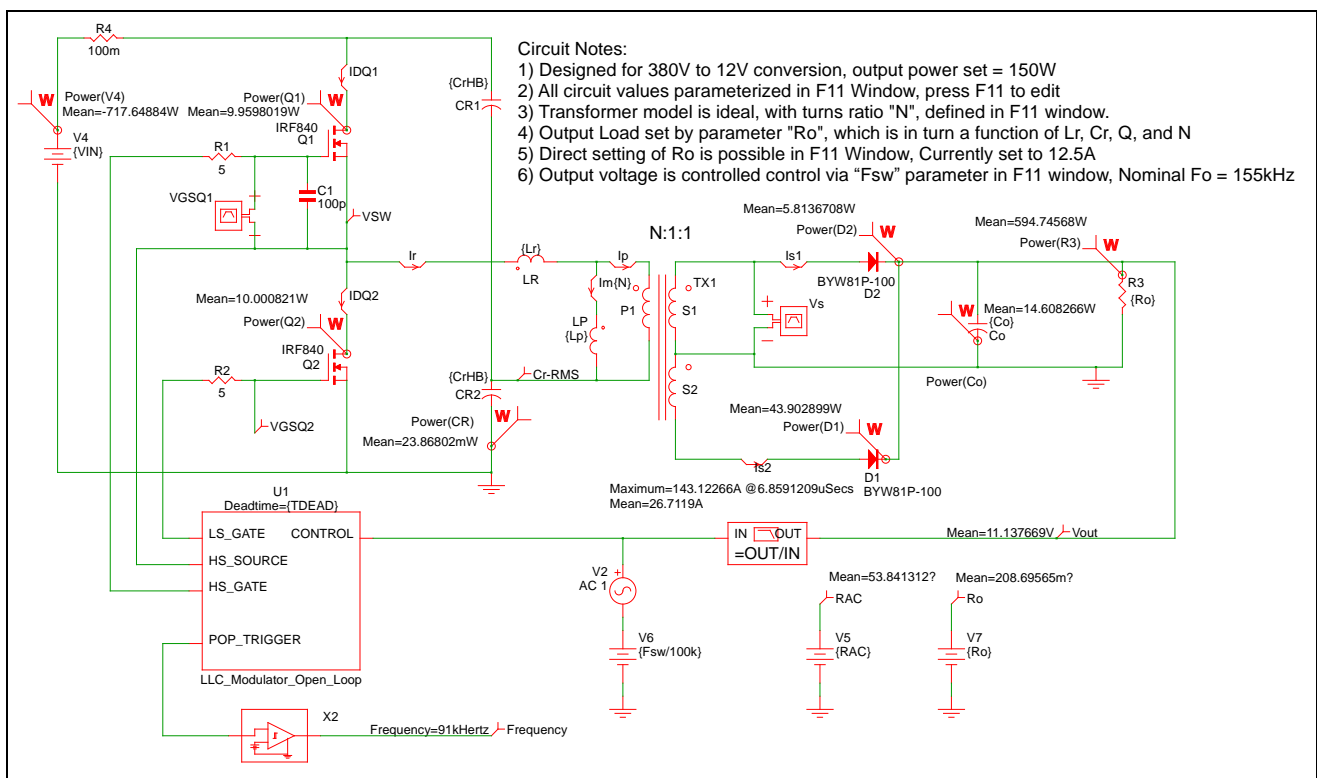 R4
100m
Circuit Notes:
1) Designed for 380V to 12V conversion, output power set = 150W
2) All circuit values parameterized in F11 Window, press F11 to edit
3) Transformer model is ideal, with turns ratio "N", defined in F11 window.
4) Output Load set by parameter "Ro", which is in turn a function of Lr, Cr, Q, and N
5) Direct setting of Ro is possible in F11 Window, Currently set to 12.5A
6) Output voltage is controlled control via “Fsw” parameter in F11 window, Nominal Fo = 155kHz
IDQ1
{CrHB}
CR1
W
Power(V4)
Mean=-717.64884W
V4
{VIN}
Power(Q1)
W
Mean=9.9598019W
IRF840
Q1
R1
5
C1
100p
VGSQ1
VSW
Ir
{Lr}
LR
Ip
Im{N}
LP
{Lp}
N:1:1
P1
TX1
S1
S2
Is1
Vs
Mean=5.8136708W
Power(D2)
W
BYW81P-100
D2
Mean=594.74568W
Power(R3)
W
R3
{Ro}
W
Mean=14.608266W
{Co}
Co
Power(Co)
IDQ2
Mean=10.000821W
Power(Q2)
W
IRF840
Q2
R2
5
VGSQ2
{CrHB}
CR2
Cr-RMS
Power(CR)
W
Mean=23.86802mW
Mean=43.902899W
Power(D1)
W
Is2
D1
BYW81P-100
Maximum=143.12266A @6.8591209uSecs
Mean=26.7119A
U1
Deadtime={TDEAD}
LS_GATE
CONTROL
HS_SOURCE
HS_GATE
POP_TRIGGER
LLC_Modulator_Open_Loop
IN
OUT
=OUT/IN
Mean=11.137669V
Vout
V2
AC 1
V6
{Fsw/100k}
Mean=53.841312?
RAC
V5
{RAC}
Mean=208.69565m?
Ro
V7
{Ro}
X2
Frequency=91kHertz
Frequency